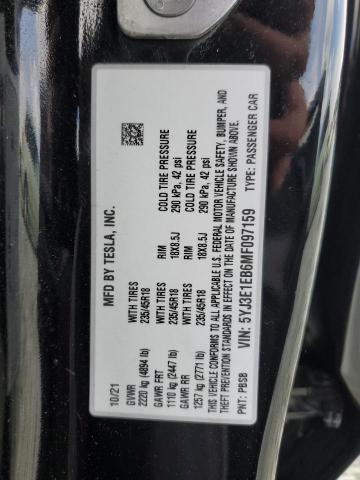 MFD BY TESLA, INC.
10/21
GVWR
2220 kg (4894 lb)
GAWR FRT WITH TIRES RIM COLD TIRE PRESSURE
1110 kg (2447 lb) 235/45R18 18X8.5J 290 kPa, 42 psi
GAWR RR WITH TIRES RIM COLD TIRE PRESSURE
1257 kg (2771 lb) 235/45R18 18X8.5J 290 kPa, 42 psi
THIS VEHICLE CONFORMS TO ALL APPLICABLE U.S. FEDERAL MOTOR VEHICLE SAFETY, BUMPER, AND
THEFT PREVENTION STANDARDS IN EFFECT ON THE DATE OF MANUFACTURE SHOWN ABOVE.
VIN: 5YJ3E1EB6MF097159
PNT: PBSB TYPE: PASSENGER CAR